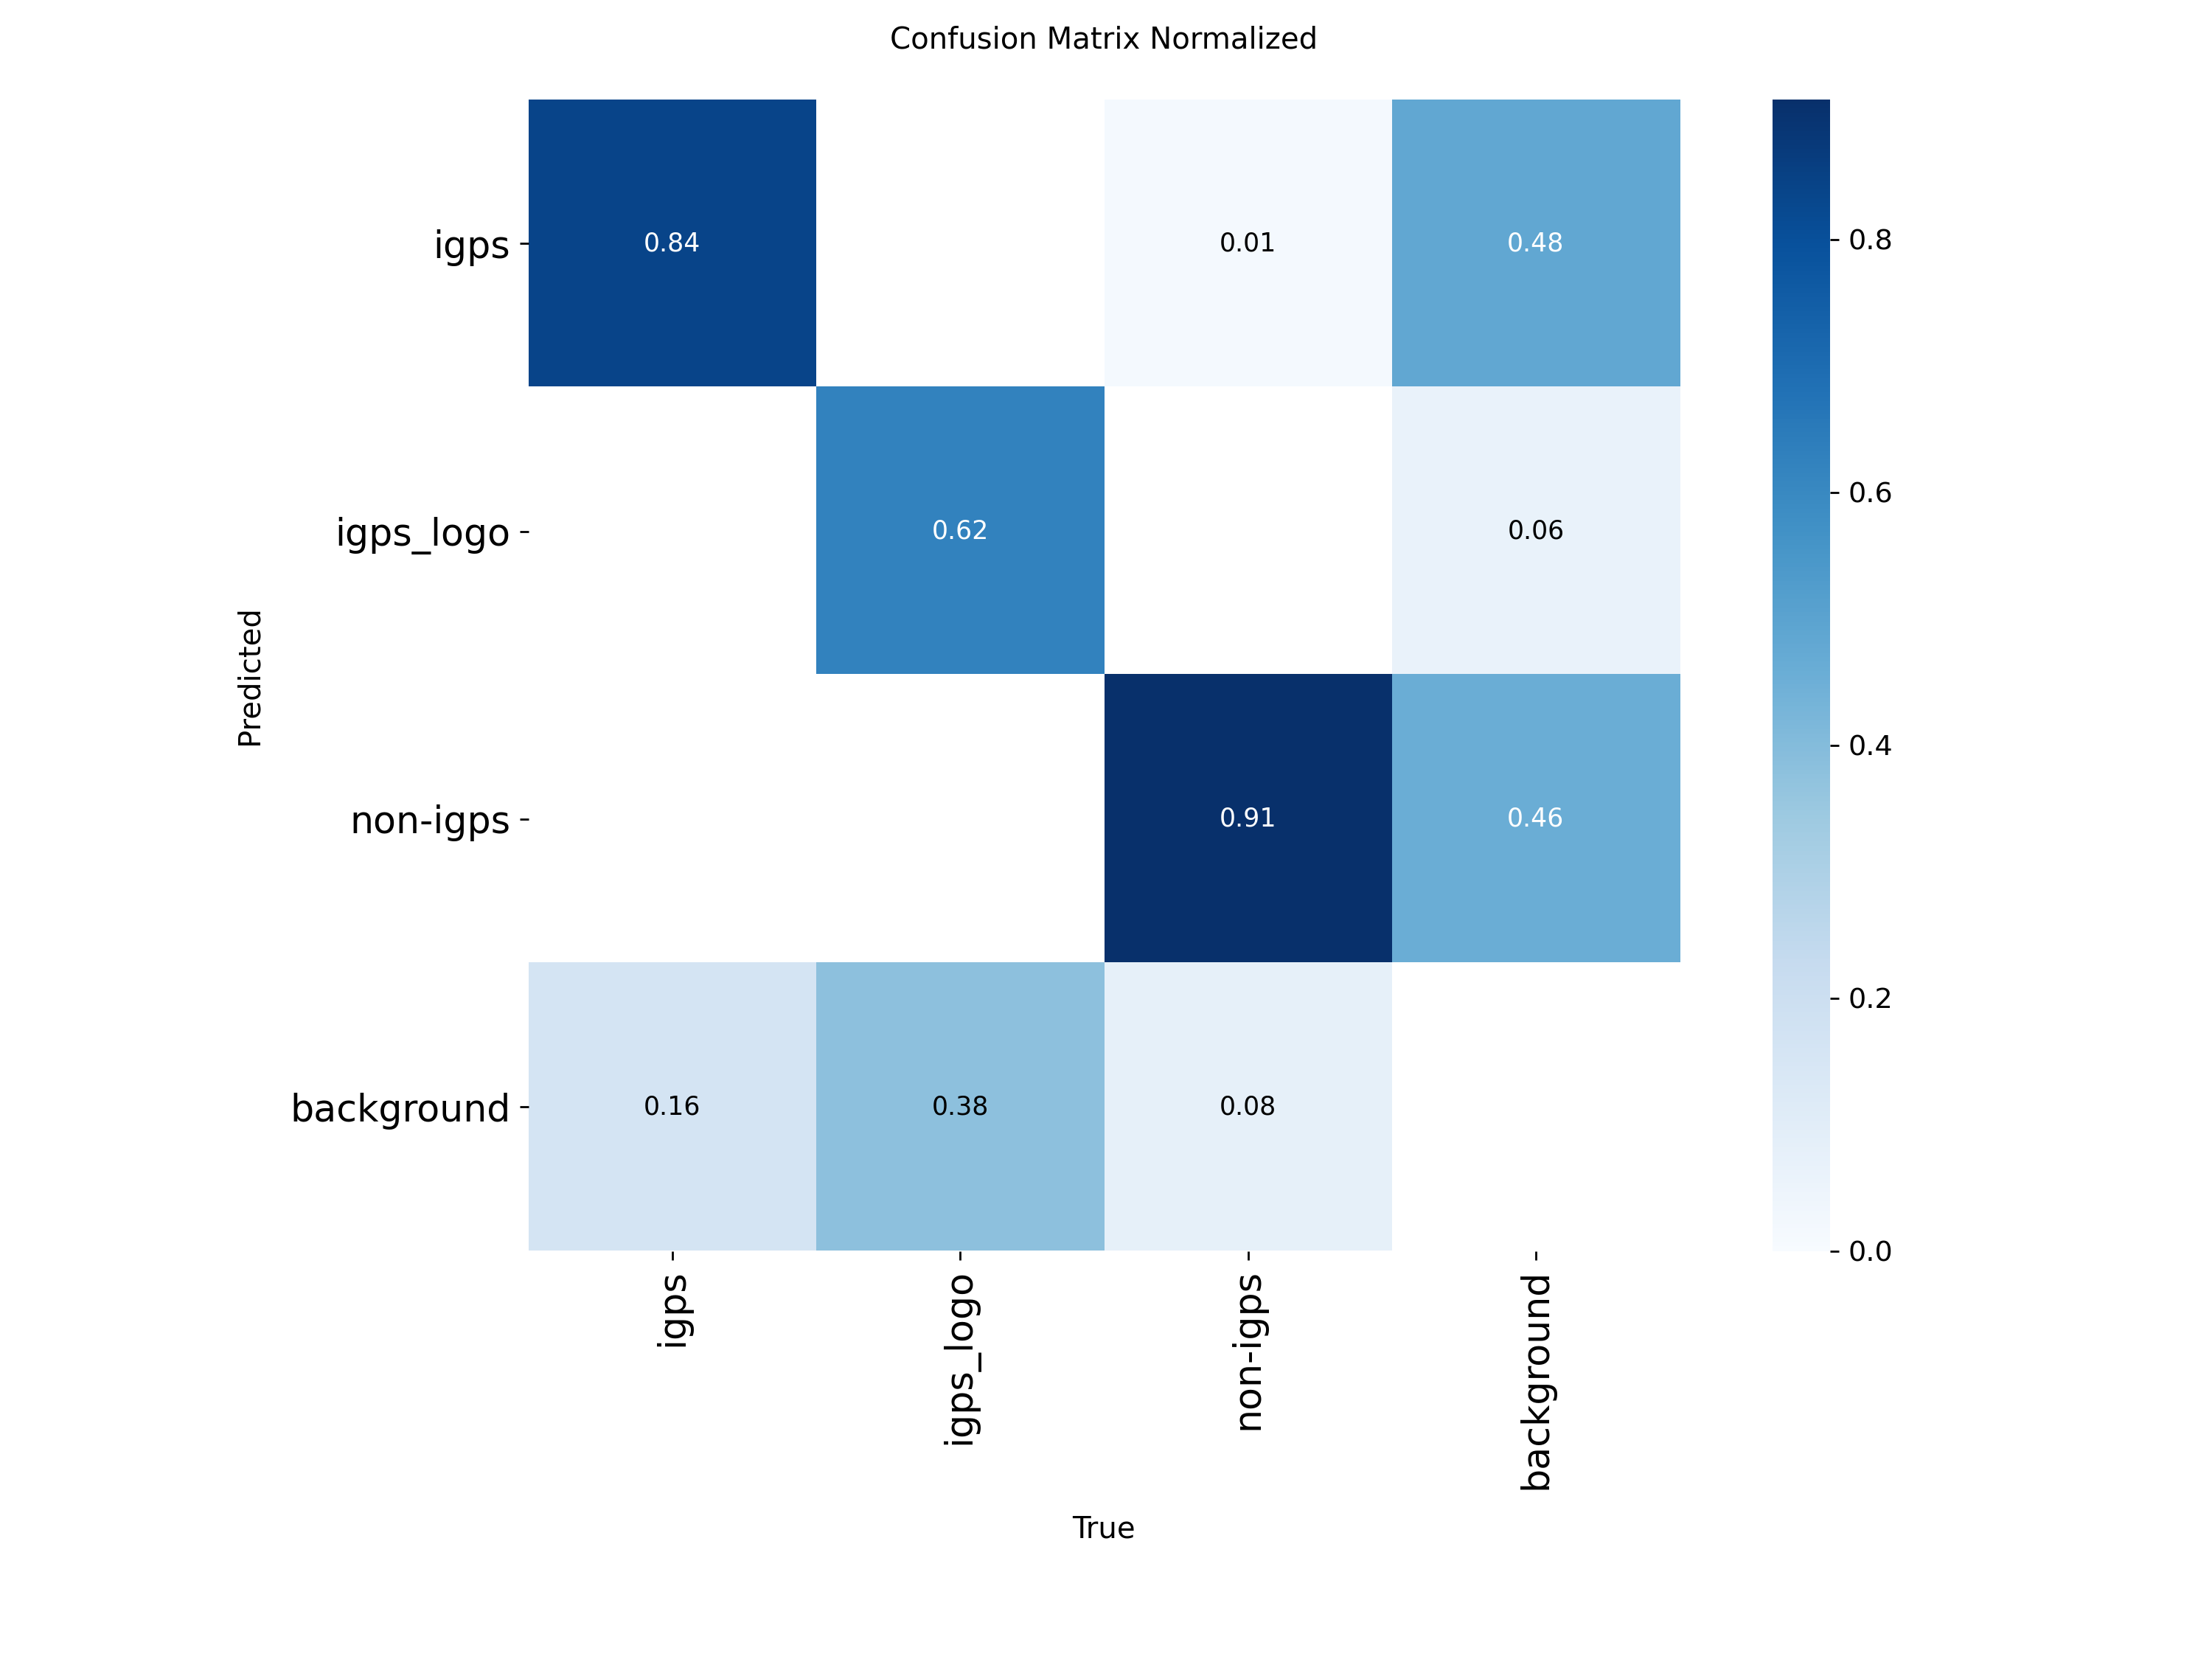 Confusion Matrix Normalized
igps
0.84
0.01
0.48
0.8
igps_logo
0.62
0.06
0.6
Predicted
non-igps
0.91
0.46
0.4
background
0.16
0.38
0.08
0.2
0.0
igps
igps_logo
non-igps
background
True